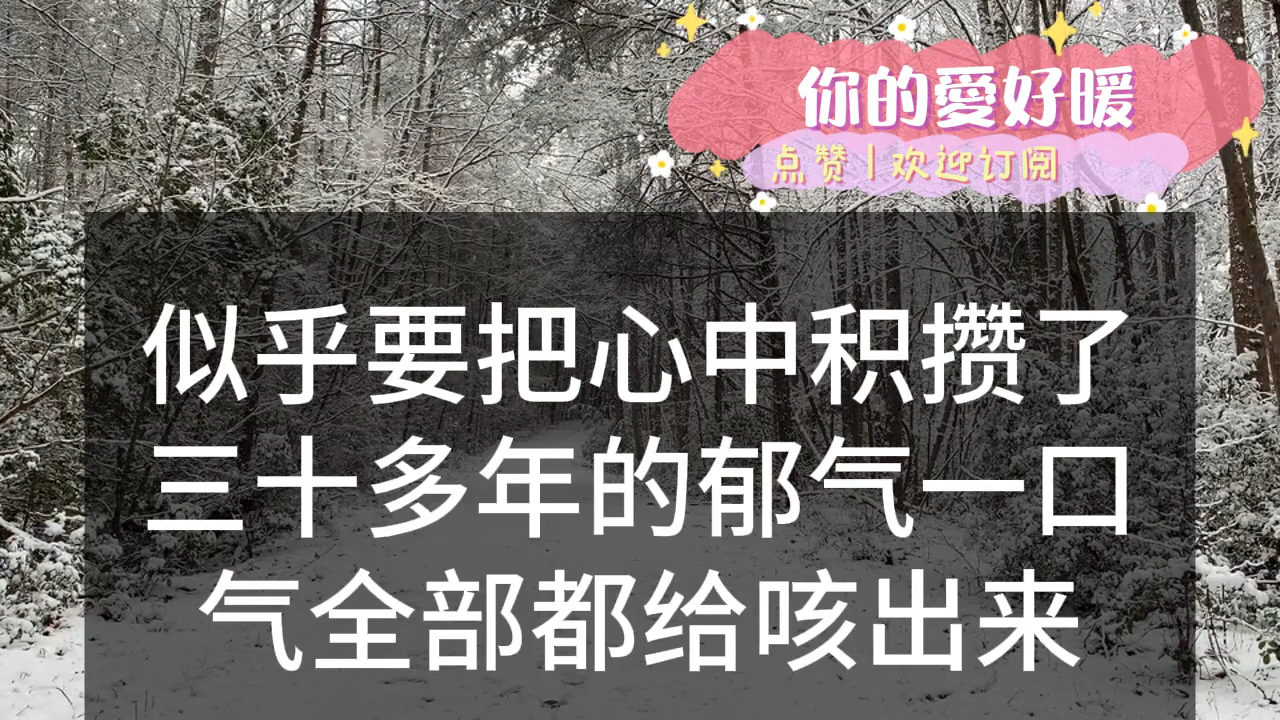 你的愛好暖
点赞 | 欢迎订阅
似乎要把心中积攒了
三十多年的郁气一口
气全部都给咳出来